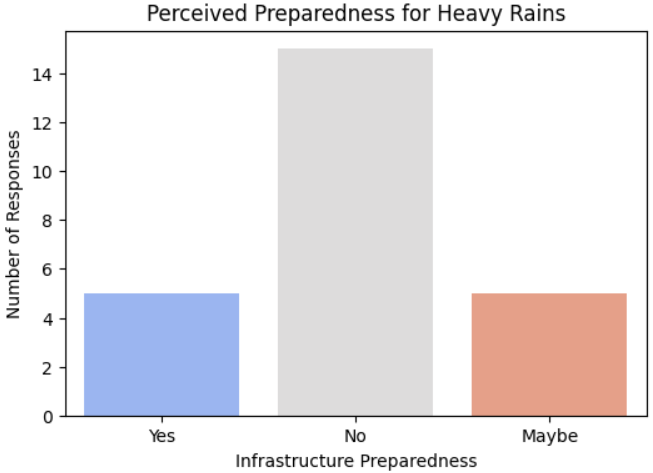 Perceived Preparedness for Heavy Rains
Number of Responses
14
12
10
8
6
4
2
0
Yes No Maybe
Infrastructure Preparedness